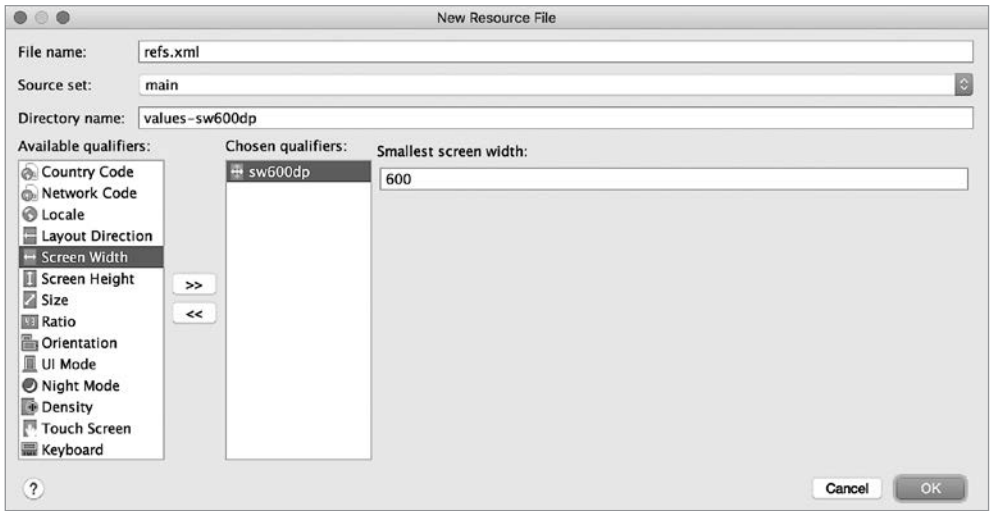 New Resource File
File name:
refs.xml
Source set:
main
Directory name:
values-sw600dp
Available qualifiers:
Country Code
Network Code
Locale
Layout Direction
Screen Width
Screen Height
Size
Ratio
Orientation
UI Mode
Night Mode
Density
Touch Screen
Keyboard
>>
<<
Chosen qualifiers:
sw600dp
Smallest screen width:
600
?
Cancel
OK